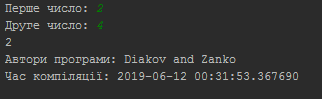 Перше число: 2
Друге число: 4
2
Автори програми: Diakov and Zanko
Час компіляції: 2019-06-12 00:31:53.367690